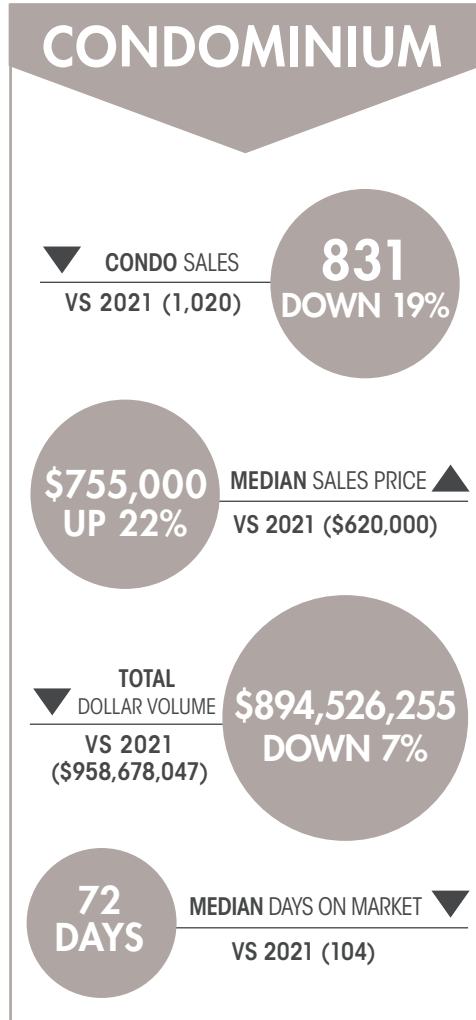 CONDOMINIUM
CONDO SALES
VS 2021 (1,020)
831
DOWN 19%
$755,000
UP 22%
MEDIAN SALES PRICE
VS 2021 ($620,000)
TOTAL
DOLLAR VOLUME
VS 2021
($958,678,047)
$894,526,255
DOWN 7%
72
DAYS
MEDIAN DAYS ON MARKET
VS 2021 (104)